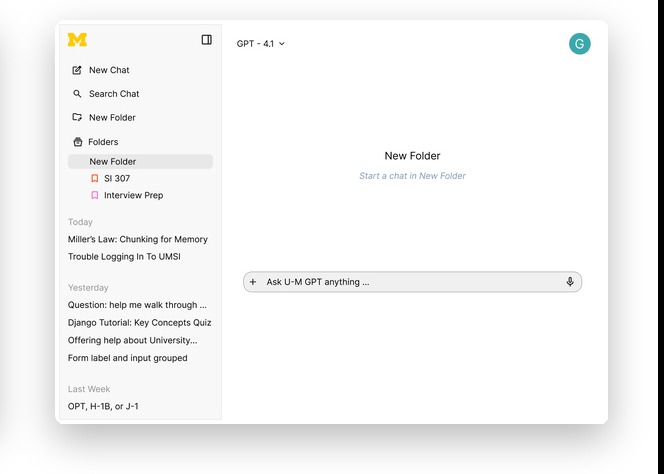 M
GPT - 4.1
G
New Chat
Search Chat
New Folder
Folders
New Folder
SI 307
Interview Prep
Today
Miller's Law: Chunking for Memory
Trouble Logging In To UMSI
Yesterday
Question: help me walk through ...
Django Tutorial: Key Concepts Quiz
Offering help about University...
Form label and input grouped
Last Week
OPT, H-1B, or J-1
New Folder
Start a chat in New Folder
Ask U-M GPT anything ...